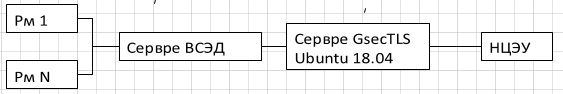 Рм 1
Рм N
Сервре ВСЭД
Сервре GsecTLS
Ubuntu 18.04
НЦЭУ